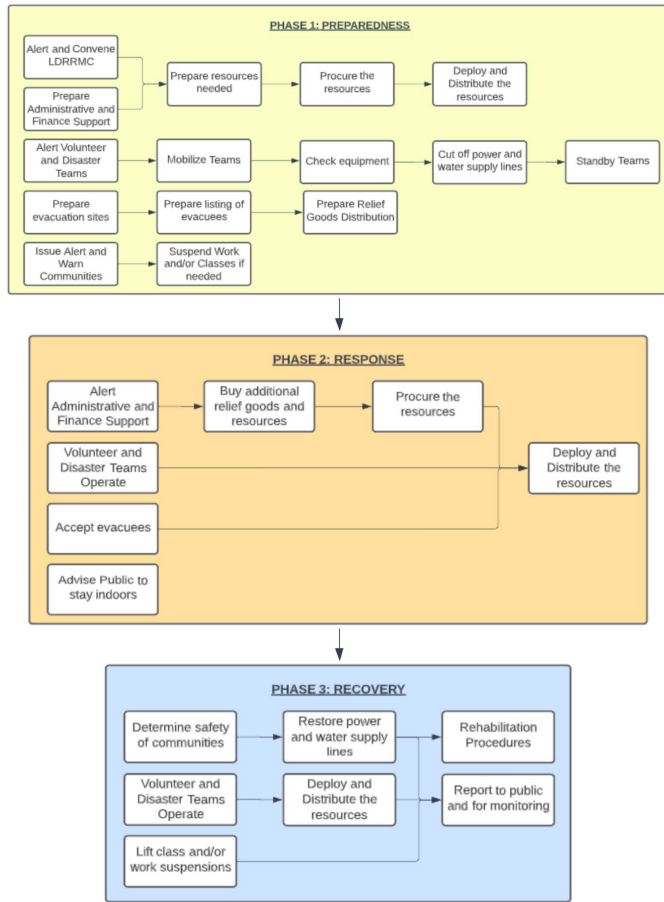 PHASE 1: PREPAREDNESS
Alert and Convene
LDRRMC
Prepare resources
needed
Procure the
resources
Deploy and
Distribute the
resources
Prepare
Administrative and
Finance Support
Alert Volunteer
and Disaster
Teams
Mobilize Teams
Check equipment
Cut off power and
water supply lines
Standby Teams
Prepare
evacuation sites
Prepare listing of
evacuees
Prepare Relief
Goods Distribution
Issue Alert and
Warn
Communities
Suspend Work
and/or Classes if
needed
PHASE 2: RESPONSE
Alert
Administrative and
Finance Support
Buy additional
relief goods and
resources
Procure the
resources
Volunteer and
Disaster Teams
Operate
Deploy and
Distribute the
resources
Accept evacuees
Advise Public to
stay indoors
PHASE 3: RECOVERY
Determine safety
of communities
Restore power
and water supply
lines
Rehabilitation
Procedures
Volunteer and
Disaster Teams
Operate
Deploy and
Distribute the
resources
Report to public
and for monitoring
Lift class and/or
work suspensions